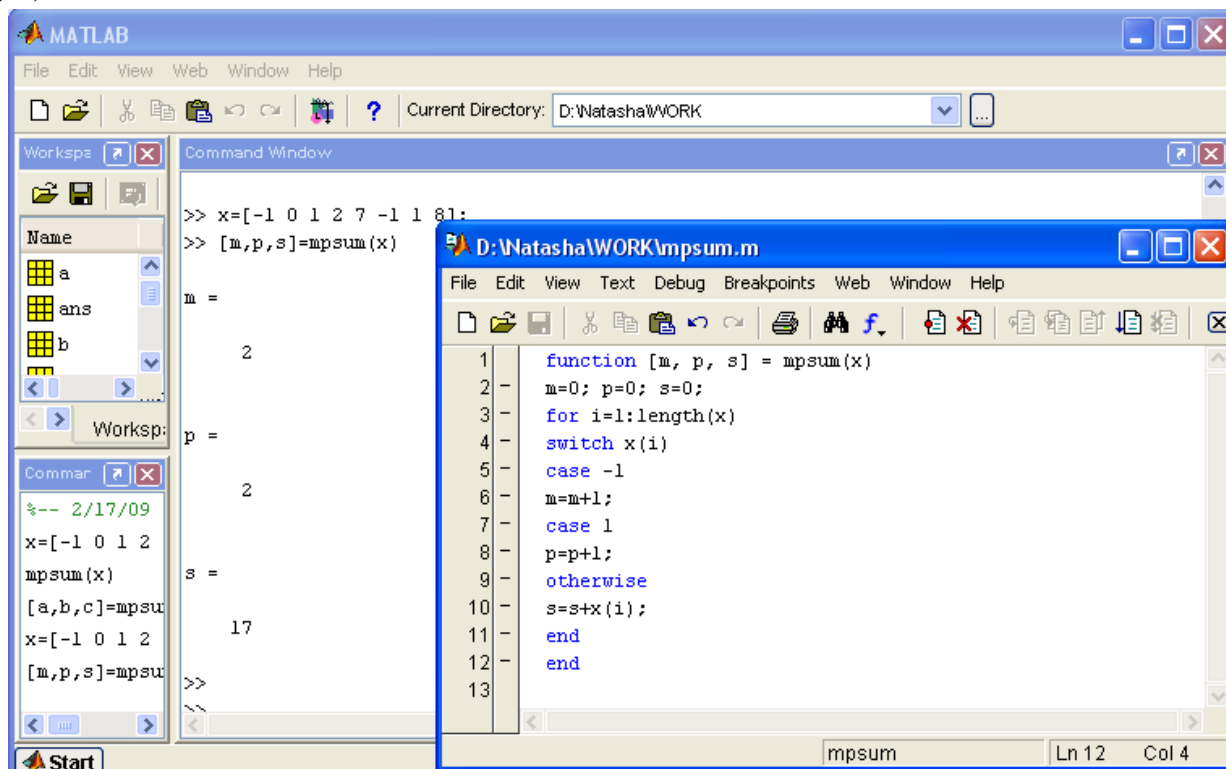 MATLAB
File Edit View Web Window Help
Current Directory: D:\Natasha\WORK
...
Workspa
Name
a
ans
b
Worksp
Commar
%-- 2/17/09
x=[-1 0 1 2
mpsum(x)
[a,b,c]=mpsu
x=[-1 0 1 2
[m,p,s]=mpsu
Start
Command Window
>> x=[-1 0 1 2 7 -1 1 8];
>> [m,p,s]=mpsum(x)
m =
2
p =
2
s =
17
>>
>>
D:\Natasha\WORK\mpsum.m
File Edit View Text Debug Breakpoints Web Window Help
1 function [m, p, s] = mpsum(x)
2 - m=0; p=0; s=0;
3 - for i=1:length(x)
4 - switch x(i)
5 - case -1
6 - m=m+1;
7 - case 1
8 - p=p+1;
9 - otherwise
10 - s=s+x(i);
11 - end
12 - end
13
mpsum Ln 12 Col 4